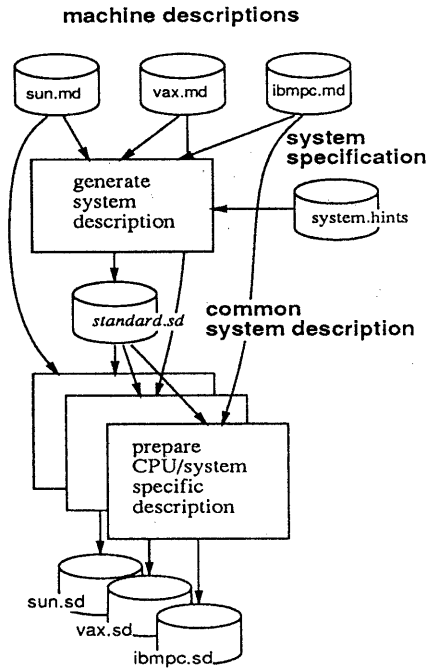 machine descriptions
sun.md
vax.md
ibmpc.md
system
specification
generate
system
description
system.hints
standard.sd
common
system description
prepare
CPU/system
specific
description
sun.sd
vax.sd
ibmpc.sd